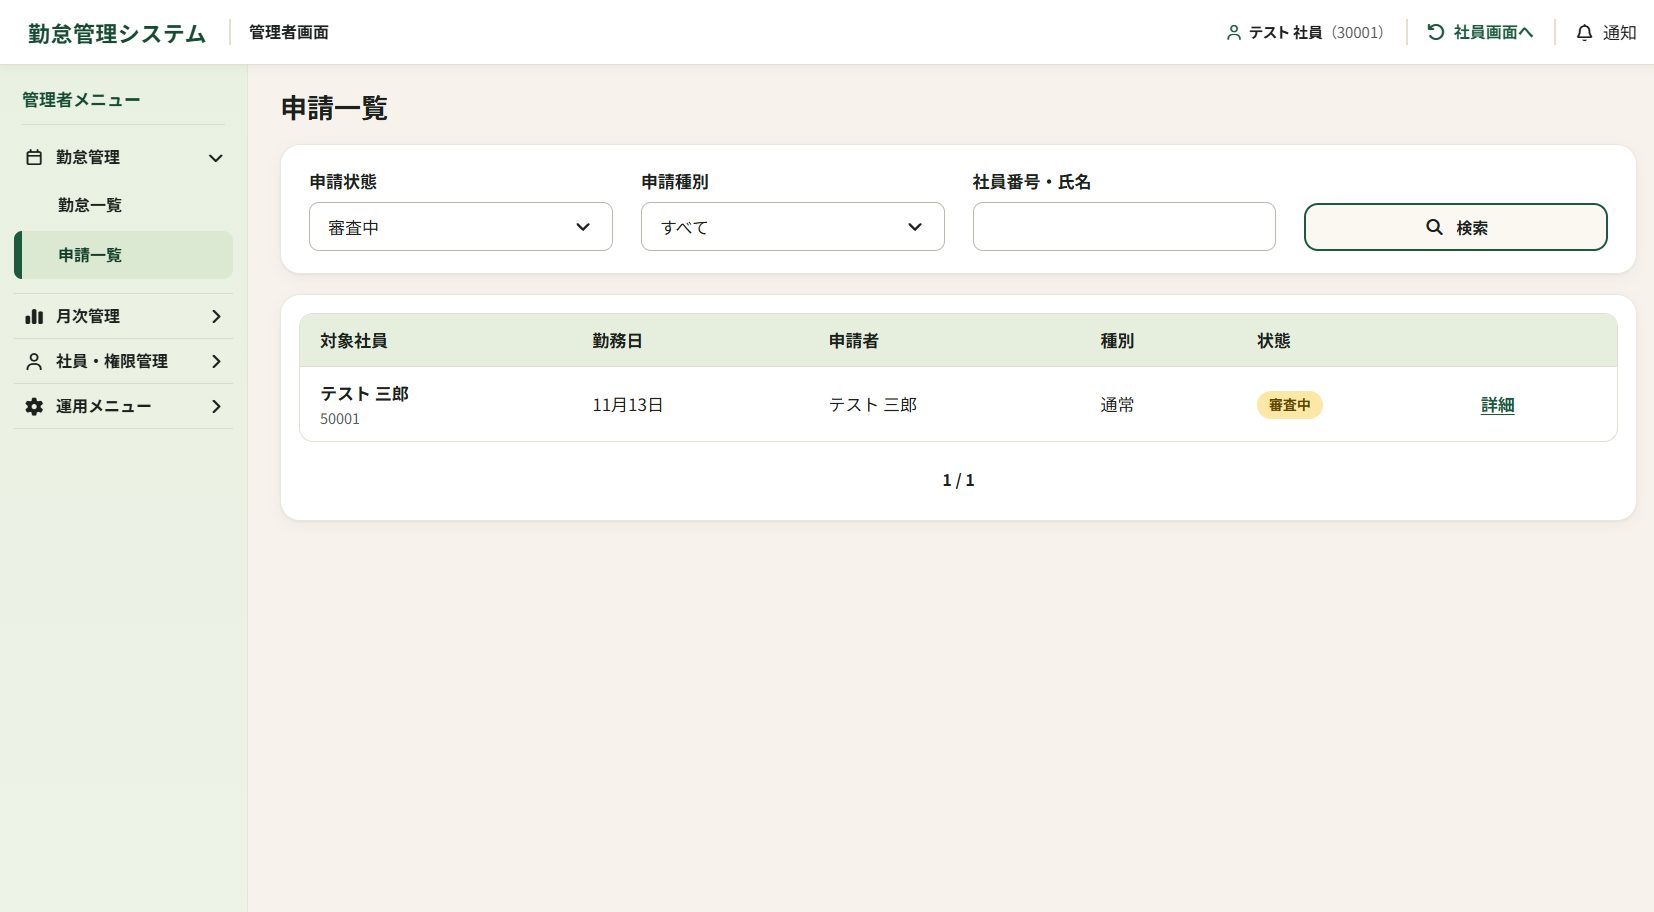 勤怠管理システム
管理者画面
テスト 社員（30001）
社員画面へ
通知
管理者メニュー
勤怠管理
勤怠一覧
申請一覧
月次管理
社員・権限管理
運用メニュー
申請一覧
申請状態
申請種別
社員番号・氏名
審査中
すべて
検索
対象社員 勤務日 申請者 種別 状態
テスト 三郎
50001
11月13日
テスト 三郎
通常
審査中
詳細
1 / 1